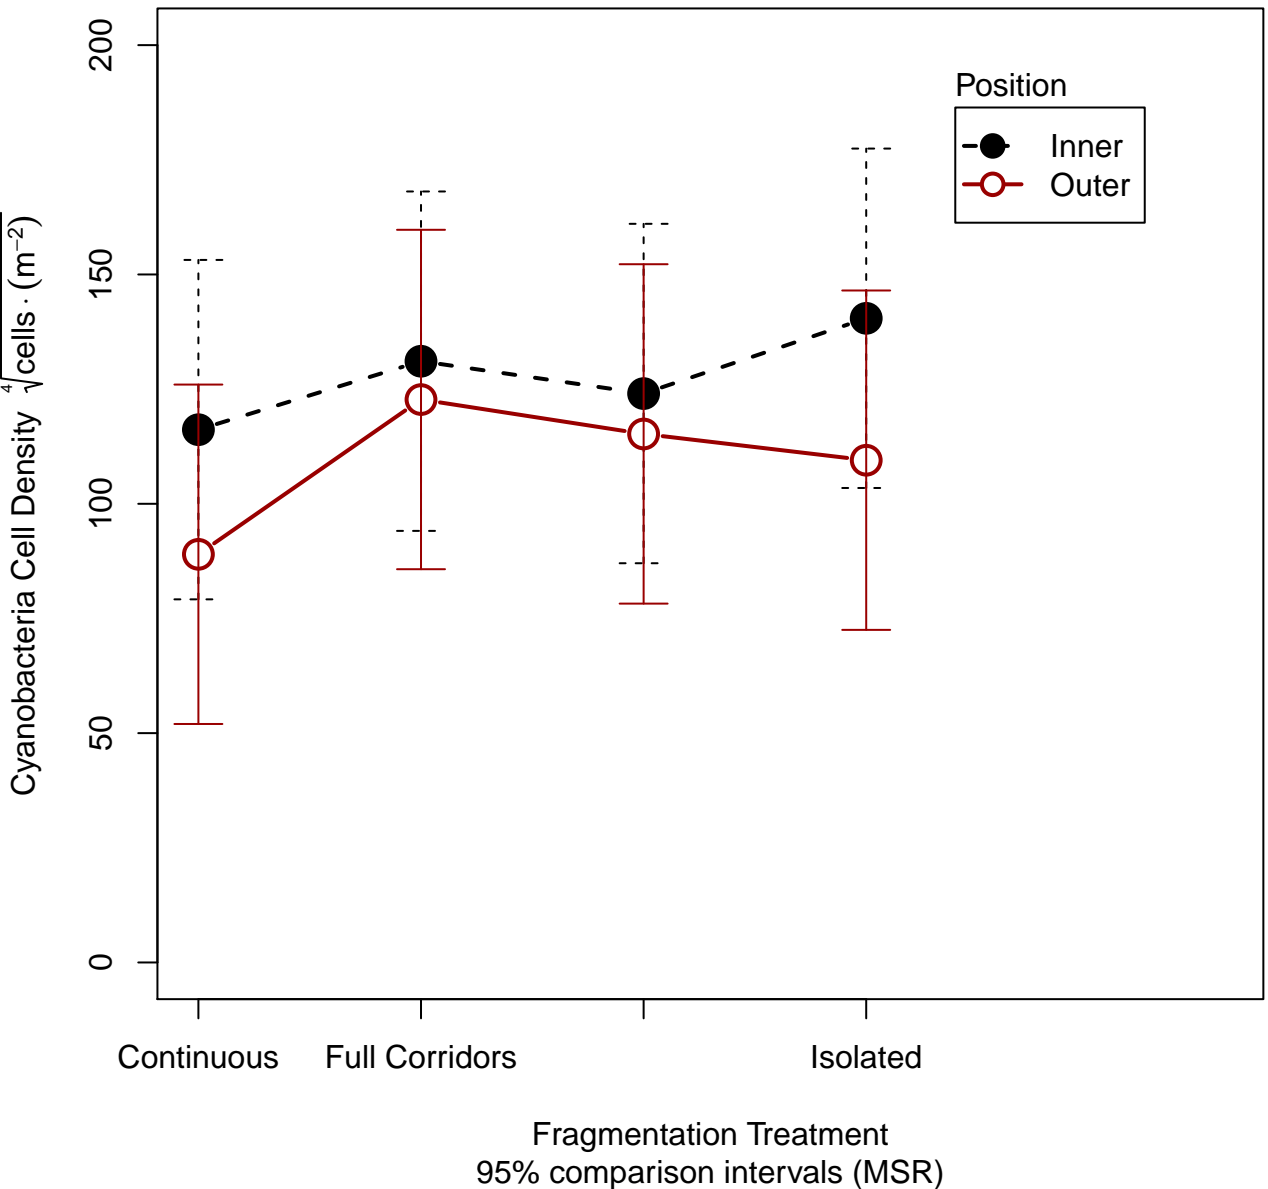 200
150
100
50
0
Cyanobacteria Cell Density ∜cells · (m⁻²)
Position
Inner
Outer
Continuous Full Corridors Isolated
Fragmentation Treatment
95% comparison intervals (MSR)